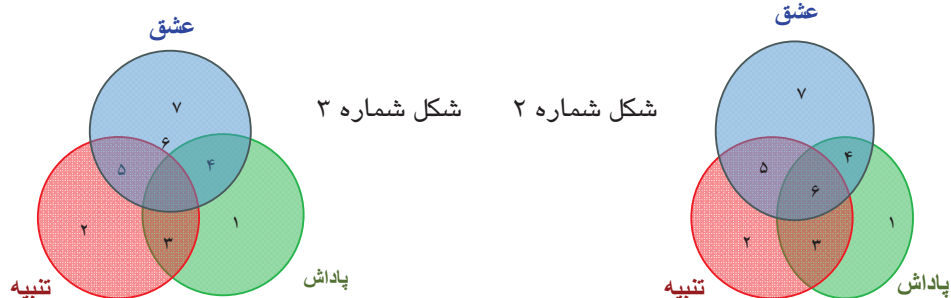 عشق
عشق
۷
۷
شکل شماره ۳
شکل شماره ۲
۶
۵
۴
۵
۴
۶
۲
۳
۱
۲
۳
۱
تنبیه
پاداش
تنبیه
پاداش